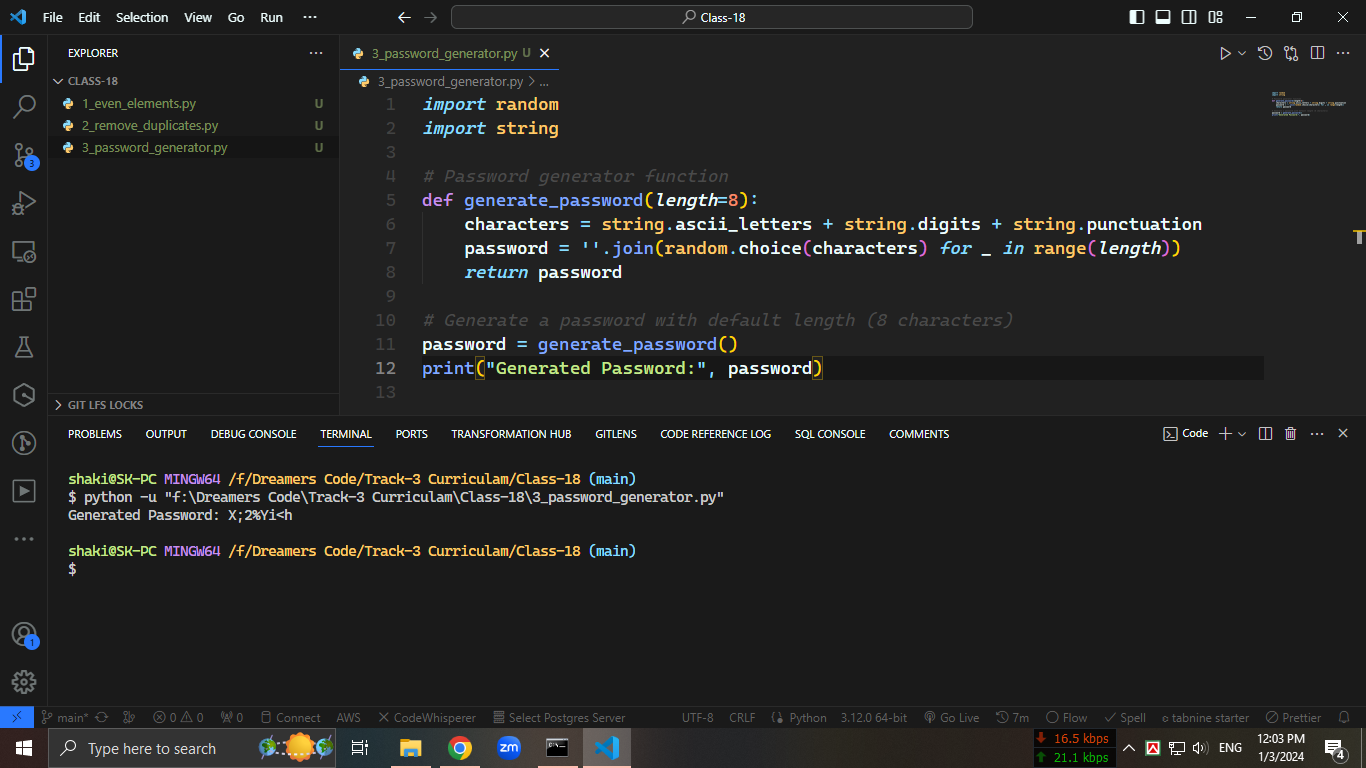 File Edit Selection View Go Run ··· Class-18
EXPLORER ···
CLASS-18
1_even_elements.py U
2_remove_duplicates.py U
3_password_generator.py U
GIT LFS LOCKS
3
1
3_password_generator.py U
3_password_generator.py > ...
1 import random
2 import string
3
4 # Password generator function
5 def generate_password(length=8):
6 characters = string.ascii_letters + string.digits + string.punctuation
7 password = ''.join(random.choice(characters) for _ in range(length))
8 return password
9
10 # Generate a password with default length (8 characters)
11 password = generate_password()
12 print("Generated Password:", password)
13
PROBLEMS OUTPUT DEBUG CONSOLE TERMINAL PORTS TRANSFORMATION HUB GITLENS CODE REFERENCE LOG SQL CONSOLE COMMENTS Code
shaki@SK-PC MINGW64 /f/Dreamers Code/Track-3 Curriculam/Class-18 (main)
$ python -u "f:\Dreamers Code\Track-3 Curriculam\Class-18\3_password_generator.py"
Generated Password: X;2%Yi<h
shaki@SK-PC MINGW64 /f/Dreamers Code/Track-3 Curriculam/Class-18 (main)
$
main* 0 0 0 Connect AWS CodeWhisperer Select Postgres Server UTF-8 CRLF Python 3.12.0 64-bit Go Live 7m Flow Spell tabnine starter Prettier
Type here to search zm 16.5 kbps ENG 12:03 PM
21.1 kbps 1/3/2024 4